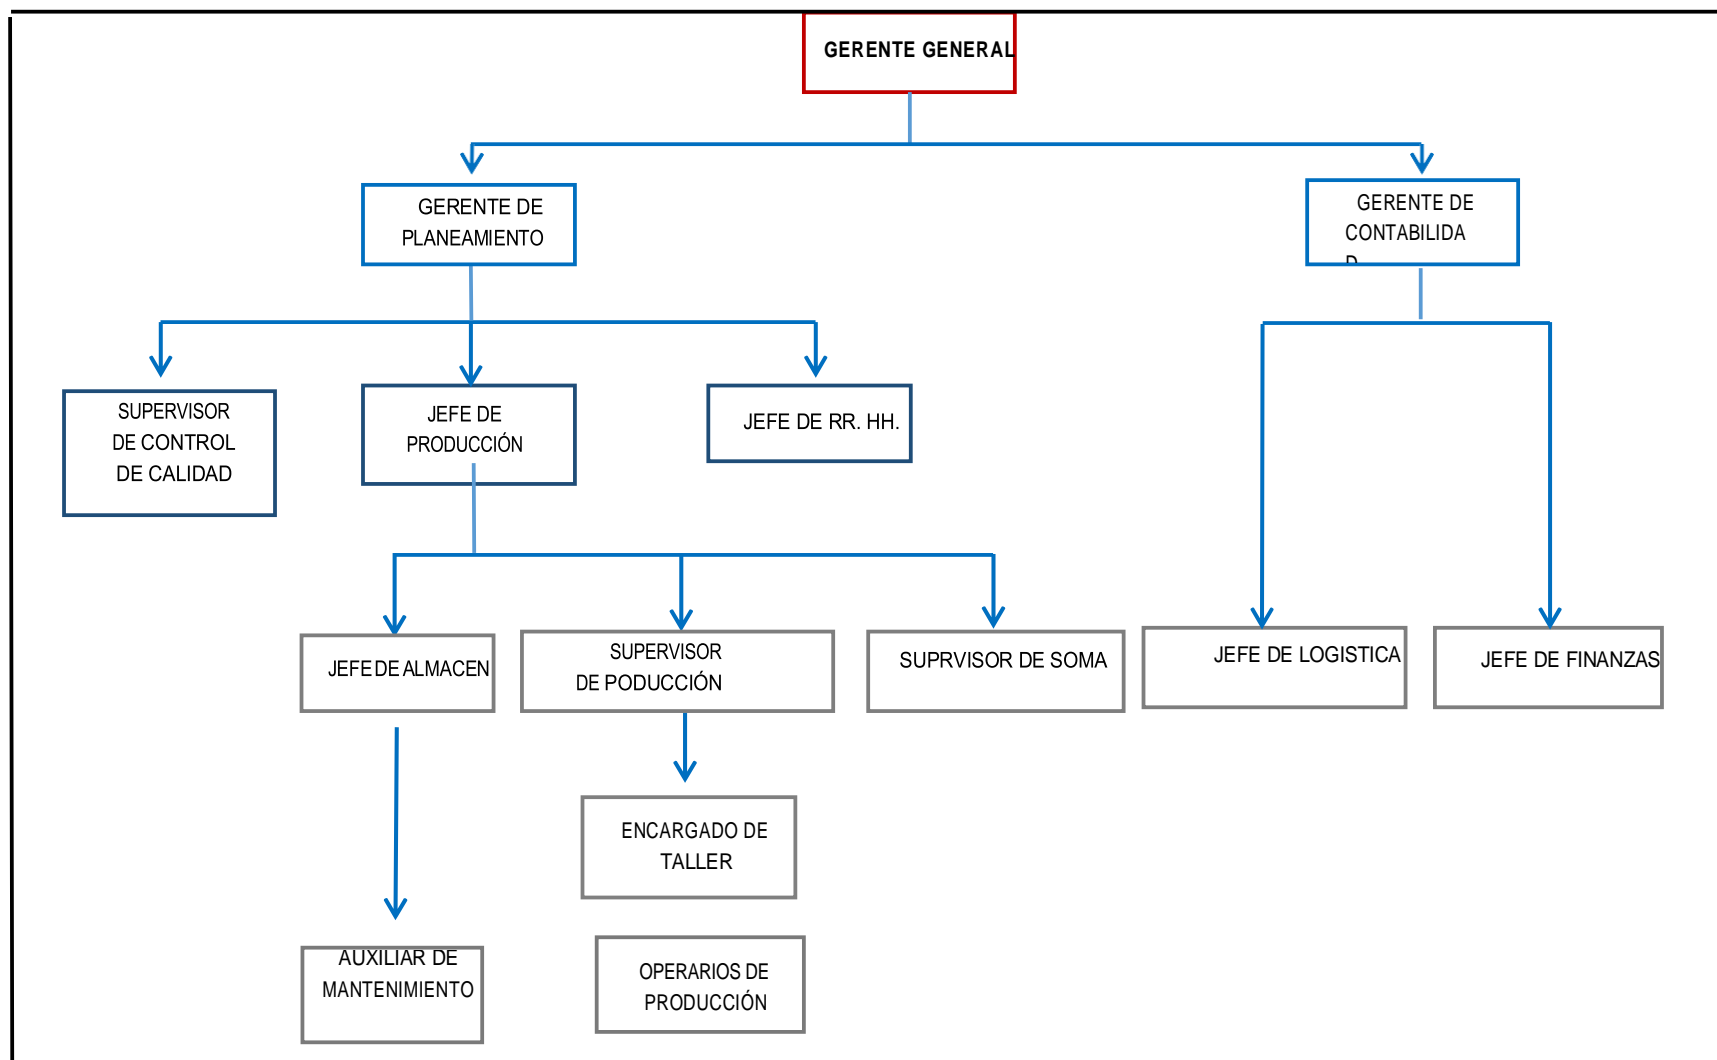 GERENTE GENERAL
GERENTE DE
PLANEAMIENTO
GERENTE DE
CONTABILIDA
D
SUPERVISOR
DE CONTROL
DE CALIDAD
JEFE DE
PRODUCCIÓN
JEFE DE RR. HH.
JEFE DE ALMACEN
SUPERVISOR
DE PODUCCIÓN
SUPRVISOR DE SOMA
JEFE DE LOGISTICA
JEFE DE FINANZAS
ENCARGADO DE
TALLER
AUXILIAR DE
MANTENIMIENTO
OPERARIOS DE
PRODUCCIÓN